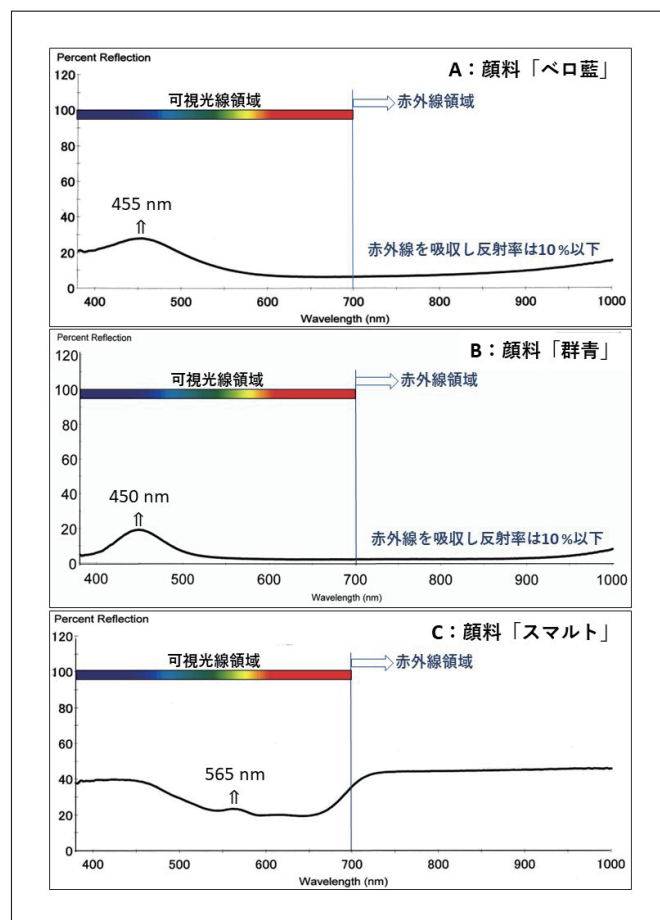 Percent Reflection
A：顔料「ベロ藍」
120
可視光線領域
赤外線領域
100
80
60
455 nm
⇑
40
赤外線を吸収し反射率は10%以下
20
0
400 500 600 700 800 900 1000
Wavelength (nm)
Percent Reflection
B：顔料「群青」
120
可視光線領域
赤外線領域
100
80
60
450 nm
⇑
40
20
赤外線を吸収し反射率は10%以下
0
400 500 600 700 800 900 1000
Wavelength (nm)
Percent Reflection
C：顔料「スマルト」
120
可視光線領域
赤外線領域
100
80
60
565 nm
⇑
40
20
0
400 500 600 700 800 900 1000
Wavelength (nm)